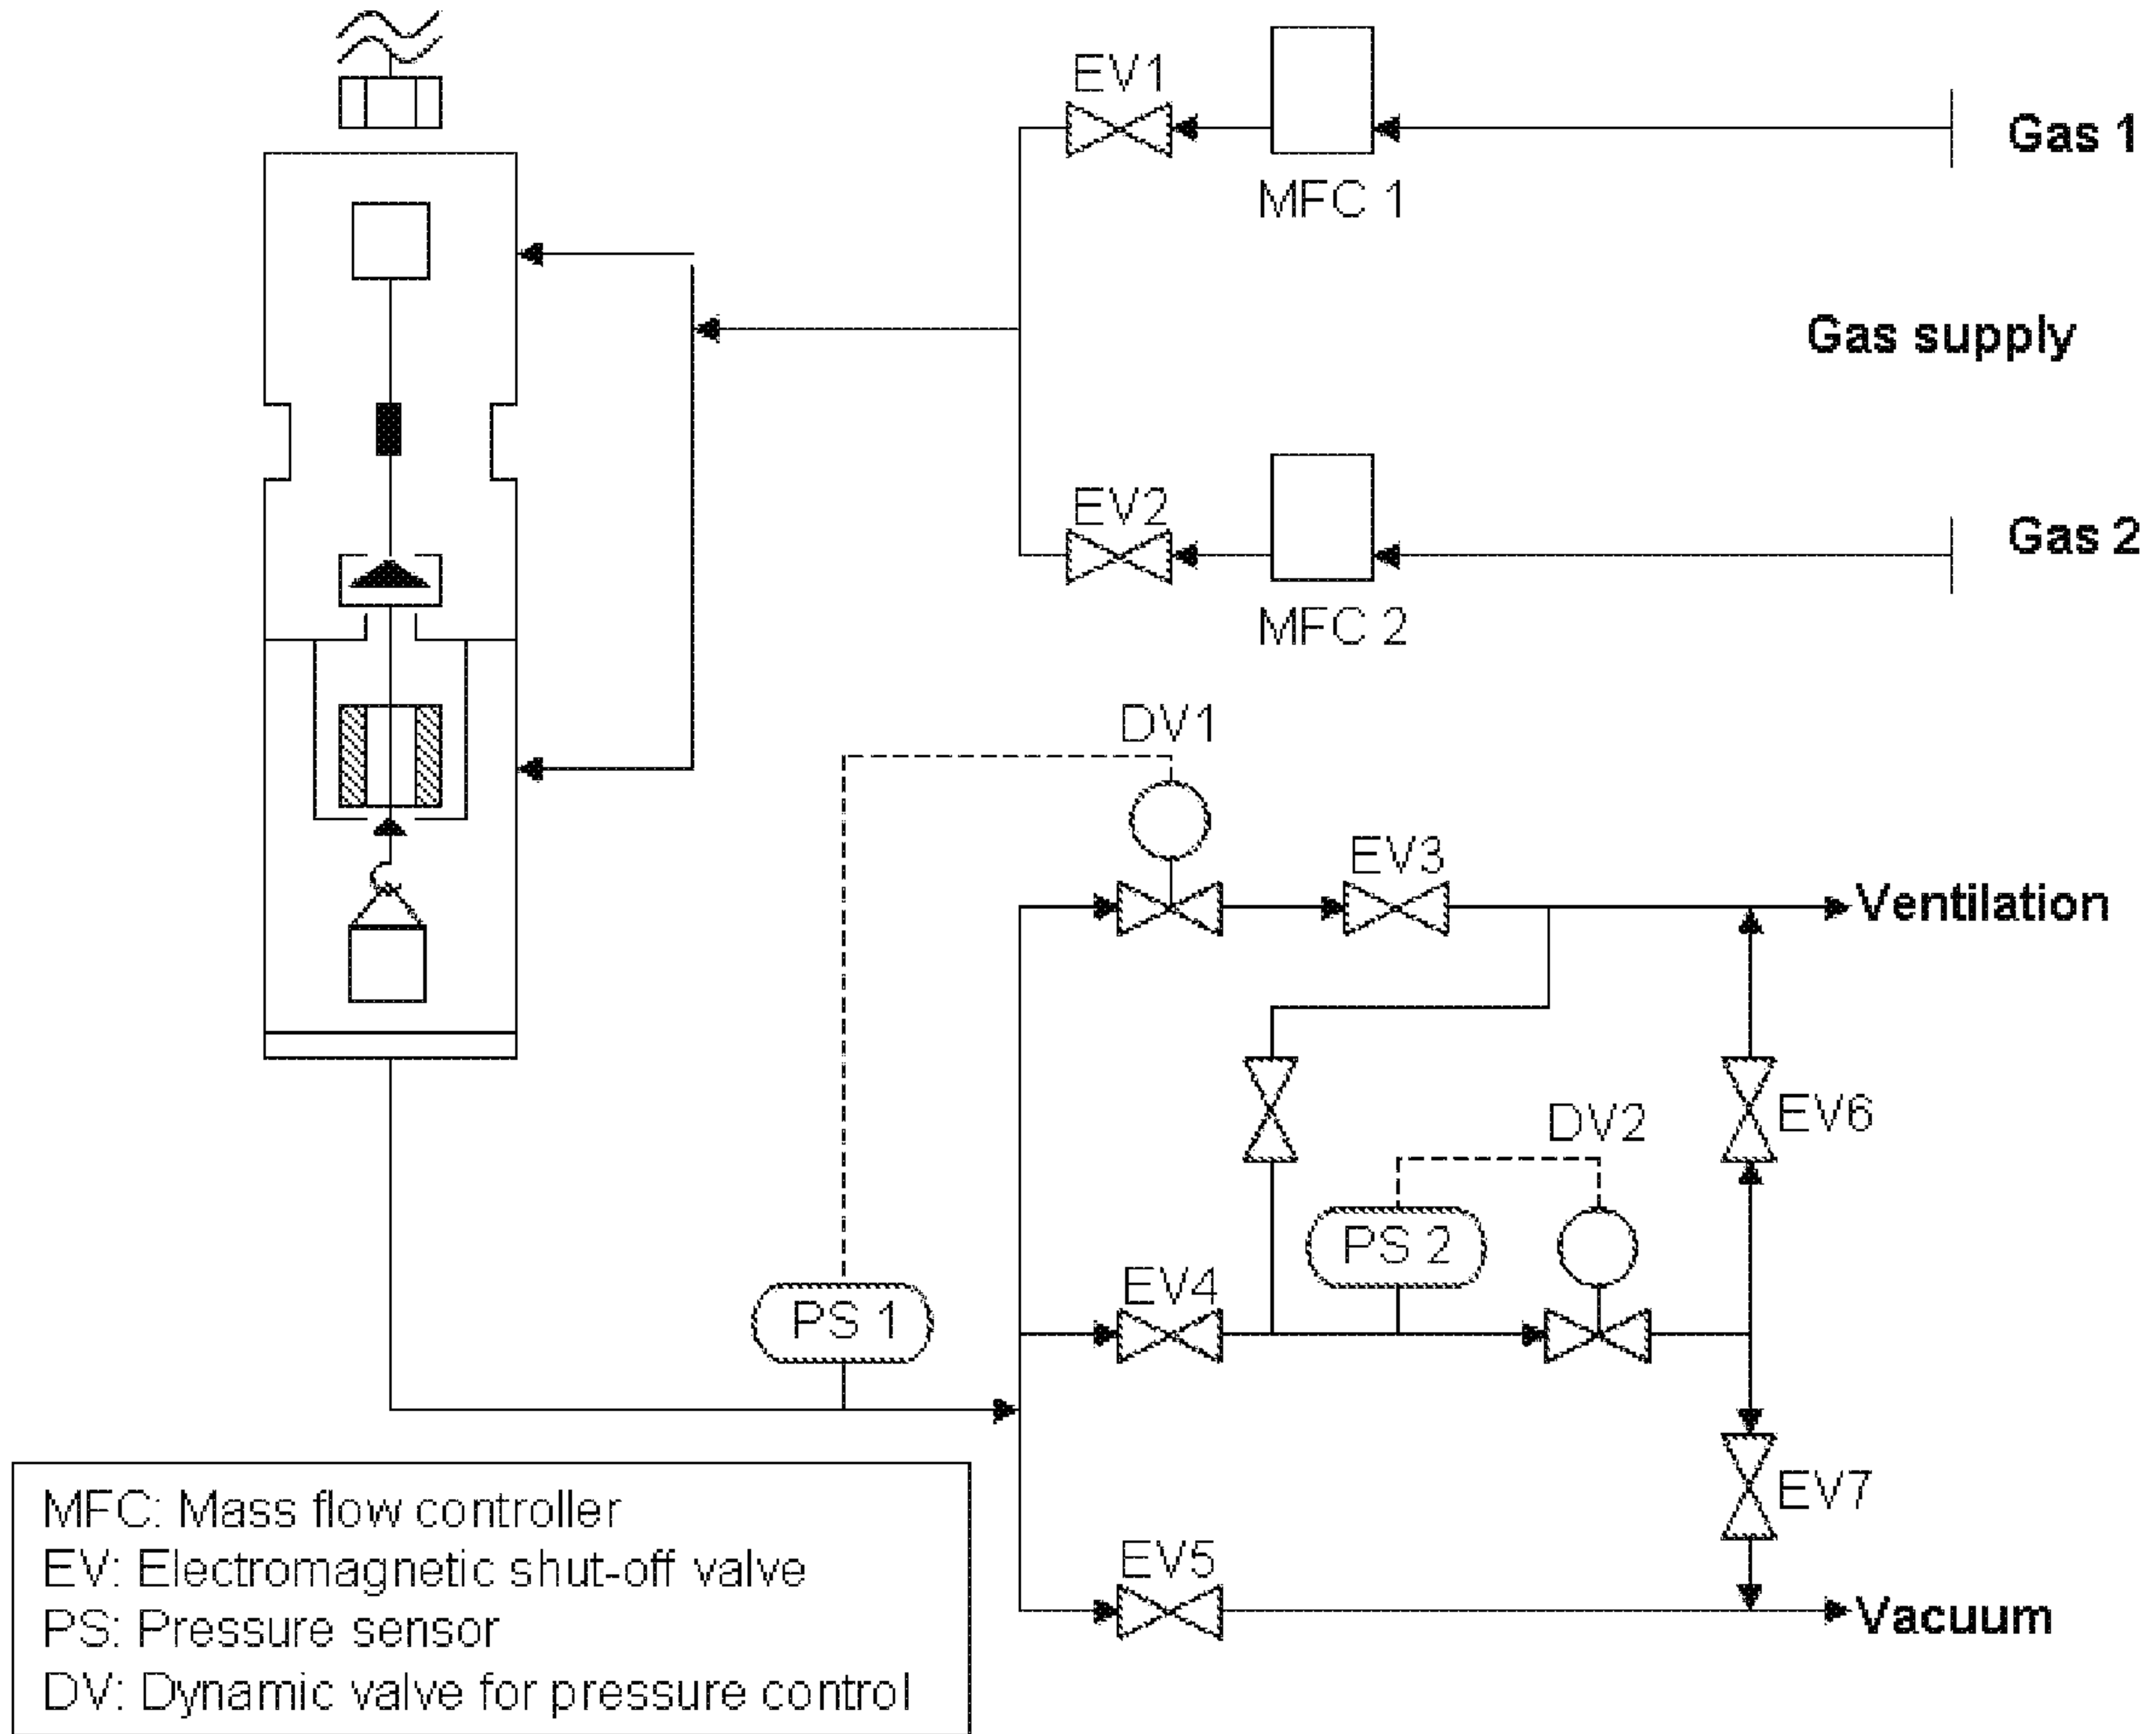 EV1
Gas 1
MFC 1
Gas supply
EV2
Gas 2
MFC 2
DV1
EV3
Ventilation
DV2
EV6
PS 2
EV4
PS 1
EV7
EV5
Vacuum
MFC: Mass flow controller
EV: Electromagnetic shut-off valve
PS: Pressure sensor
DV: Dynamic valve for pressure control